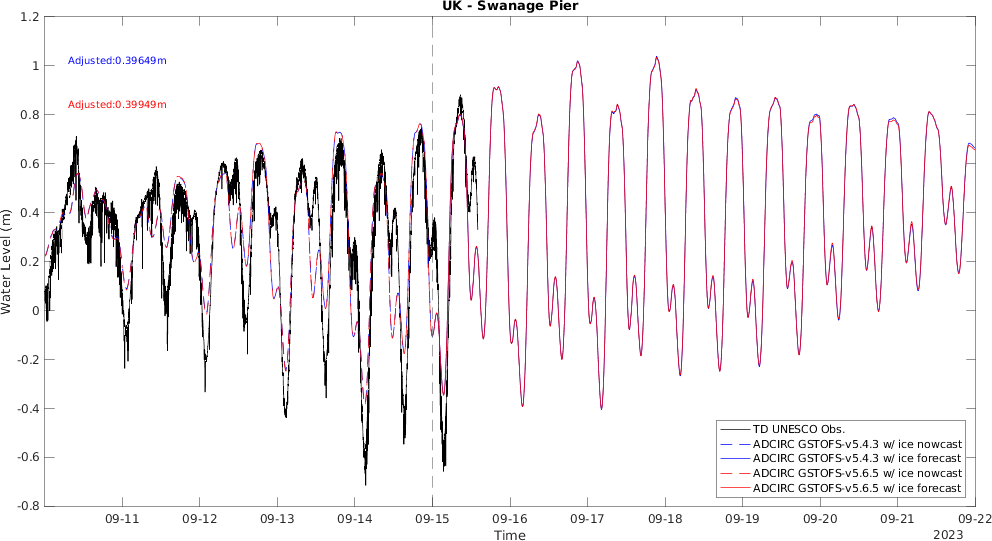 UK - Swanage Pier
1.2
1
0.8
0.6
0.4
0.2
0
-0.2
-0.4
-0.6
-0.8
Water Level (m)
Adjusted:0.39649m
Adjusted:0.39949m
TD UNESCO Obs.
ADCIRC GSTOFS-v5.4.3 w/ ice nowcast
ADCIRC GSTOFS-v5.4.3 w/ ice forecast
ADCIRC GSTOFS-v5.6.5 w/ ice nowcast
ADCIRC GSTOFS-v5.6.5 w/ ice forecast
09-11 09-12 09-13 09-14 09-15 09-16 09-17 09-18 09-19 09-20 09-21 09-22
Time
2023